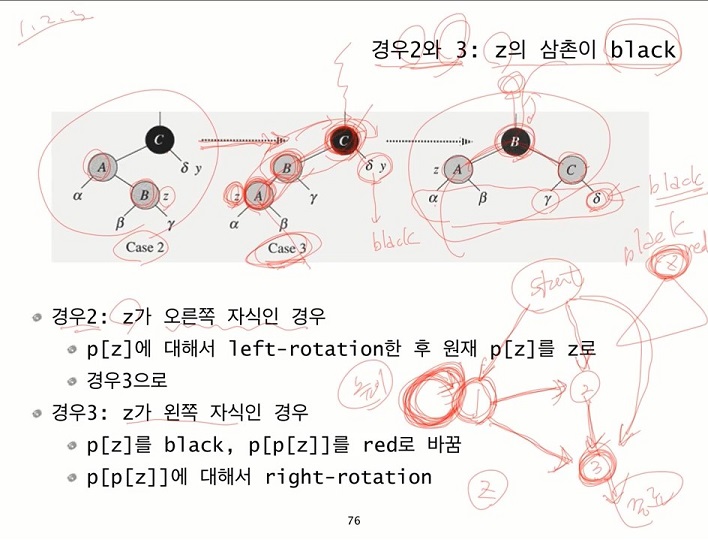 1. 2. 3
경우2와 3: z의 삼촌이 black
C
A
B z
δ y
α
β
γ
Case 2
C
B
z A
δ y
γ
α
β
Case 3
black
B
z A
C
α
β
γ
δ
black
black
red
start
경우2: z가 오른쪽 자식인 경우
p[z]에 대해서 left-rotation한 후 원재 p[z]를 z로
경우3으로
경우3: z가 왼쪽 자식인 경우
p[z]를 black, p[p[z]]를 red로 바꿈
p[p[z]]에 대해서 right-rotation
1
2
3
z
종료
76